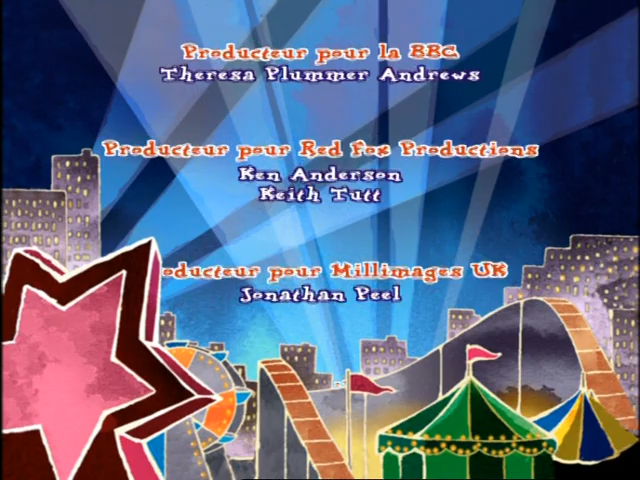 Producteur pour la BBC
Theresa Plummer Andrews
Producteur pour Red Fox Productions
Ken Anderson
Keith Tutt
oducteur pour Millimages UK
Jonathan Peel